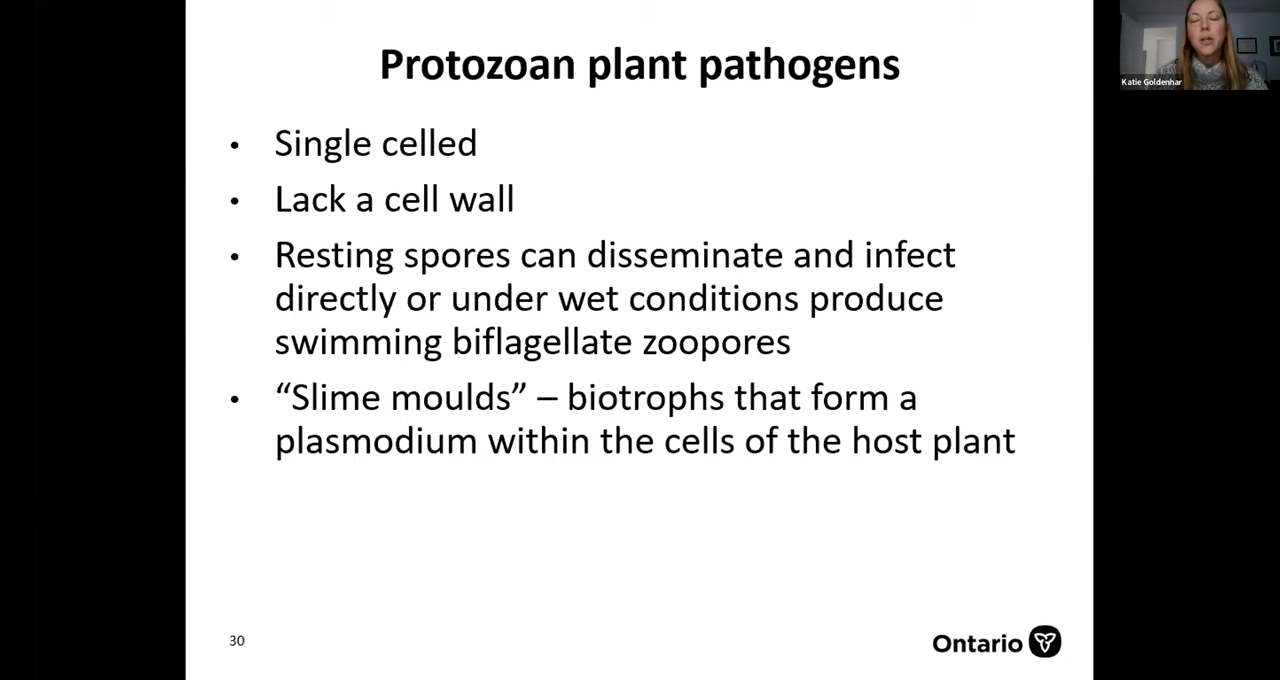 Protozoan plant pathogens
Katie Goldenhar
• Single celled
• Lack a cell wall
• Resting spores can disseminate and infect
directly or under wet conditions produce
swimming biflagellate zoopores
• “Slime moulds” – biotrophs that form a
plasmodium within the cells of the host plant
30
Ontario